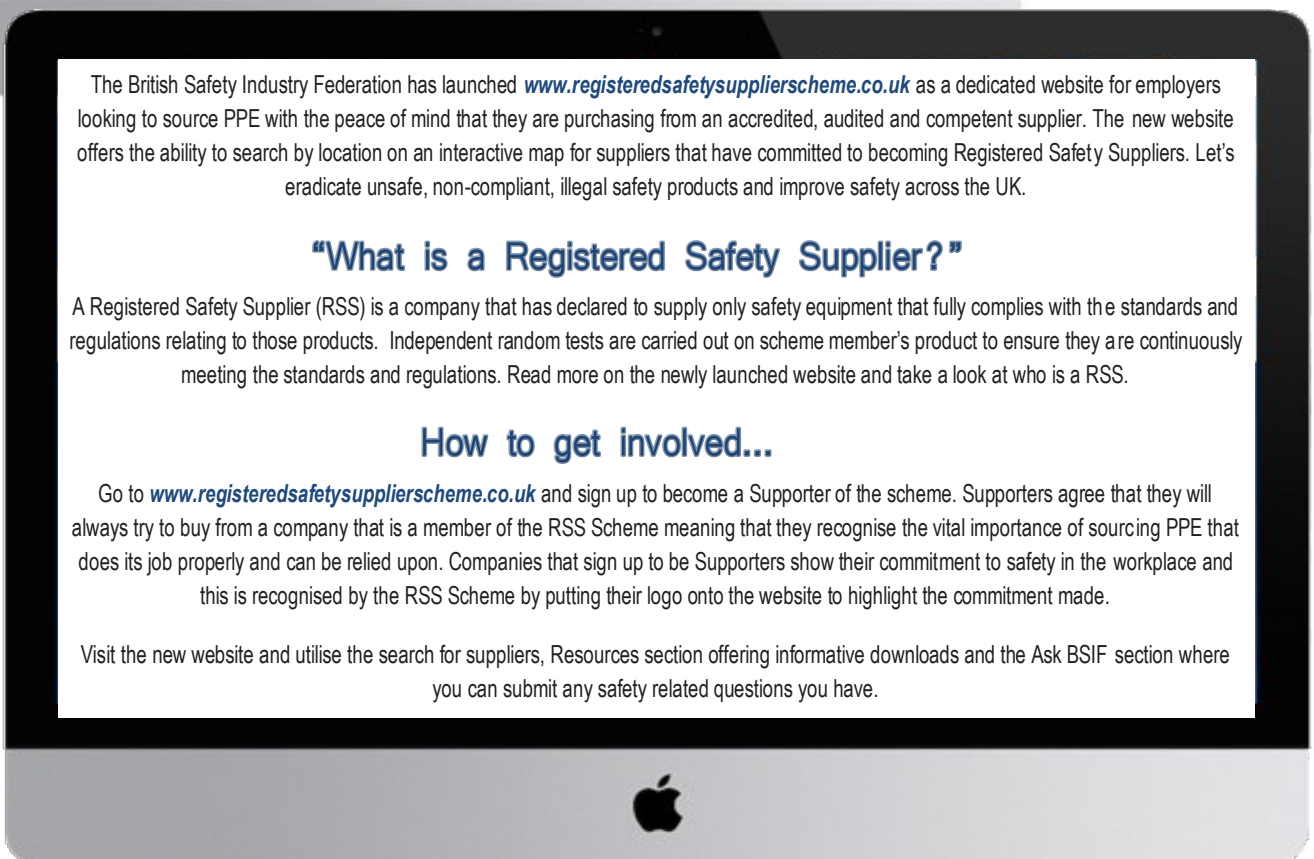 The British Safety Industry Federation has launched www.registeredsafetysupplierscheme.co.uk as a dedicated website for employers
looking to source PPE with the peace of mind that they are purchasing from an accredited, audited and competent supplier. The new website
offers the ability to search by location on an interactive map for suppliers that have committed to becoming Registered Safety Suppliers. Let's
eradicate unsafe, non-compliant, illegal safety products and improve safety across the UK.
“What is a Registered Safety Supplier?”
A Registered Safety Supplier (RSS) is a company that has declared to supply only safety equipment that fully complies with the standards and
regulations relating to those products. Independent random tests are carried out on scheme member's product to ensure they are continuously
meeting the standards and regulations. Read more on the newly launched website and take a look at who is a RSS.
How to get involved...
Go to www.registeredsafetysupplierscheme.co.uk and sign up to become a Supporter of the scheme. Supporters agree that they will
always try to buy from a company that is a member of the RSS Scheme meaning that they recognise the vital importance of sourcing PPE that
does its job properly and can be relied upon. Companies that sign up to be Supporters show their commitment to safety in the workplace and
this is recognised by the RSS Scheme by putting their logo onto the website to highlight the commitment made.
Visit the new website and utilise the search for suppliers, Resources section offering informative downloads and the Ask BSIF section where
you can submit any safety related questions you have.